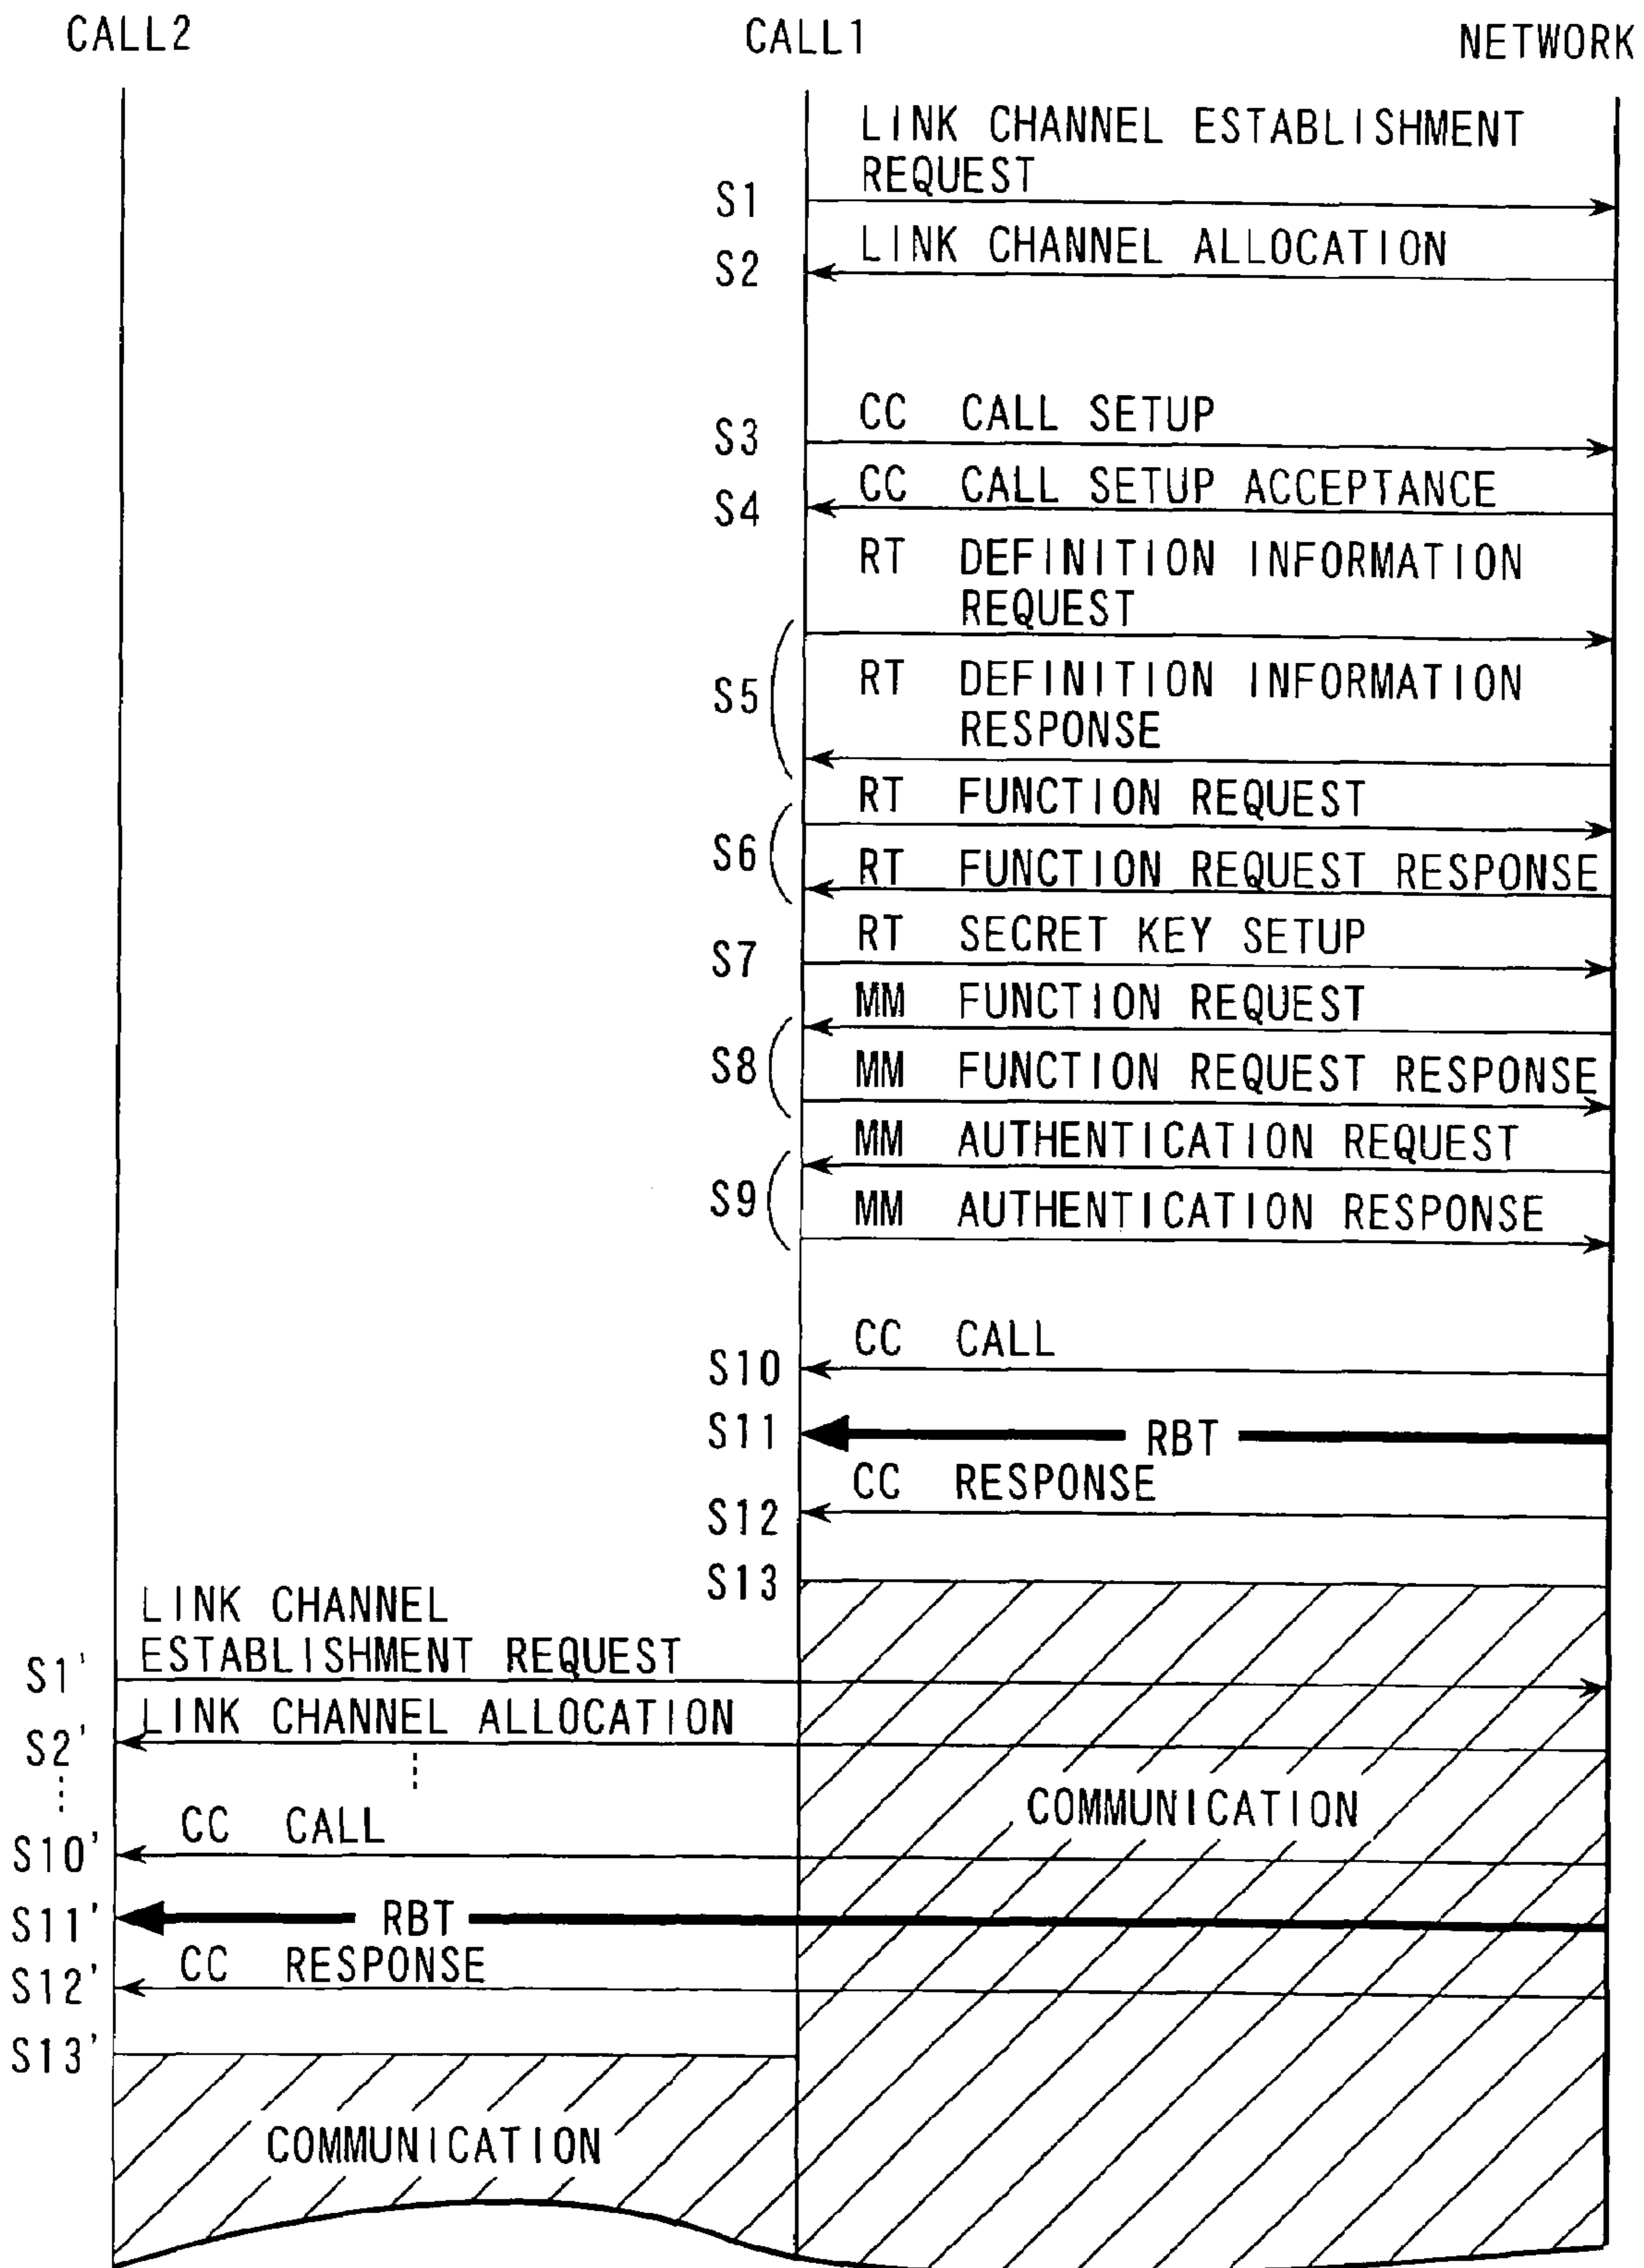 CALL2
CALL1
NETWORK
LINK CHANNEL ESTABLISHMENT
REQUEST
S1
LINK CHANNEL ALLOCATION
S2
CC CALL SETUP
S3
CC CALL SETUP ACCEPTANCE
S4
RT DEFINITION INFORMATION
REQUEST
S5
RT DEFINITION INFORMATION
RESPONSE
RT FUNCTION REQUEST
S6
RT FUNCTION REQUEST RESPONSE
RT SECRET KEY SETUP
S7
MM FUNCTION REQUEST
S8
MM FUNCTION REQUEST RESPONSE
MM AUTHENTICATION REQUEST
S9
MM AUTHENTICATION RESPONSE
CC CALL
S10
S11
RBT
CC RESPONSE
S12
S13
LINK CHANNEL
ESTABLISHMENT REQUEST
S1'
LINK CHANNEL ALLOCATION
S2'
COMMUNICATION
CC CALL
S10'
S11'
RBT
CC RESPONSE
S12'
S13'
COMMUNICATION